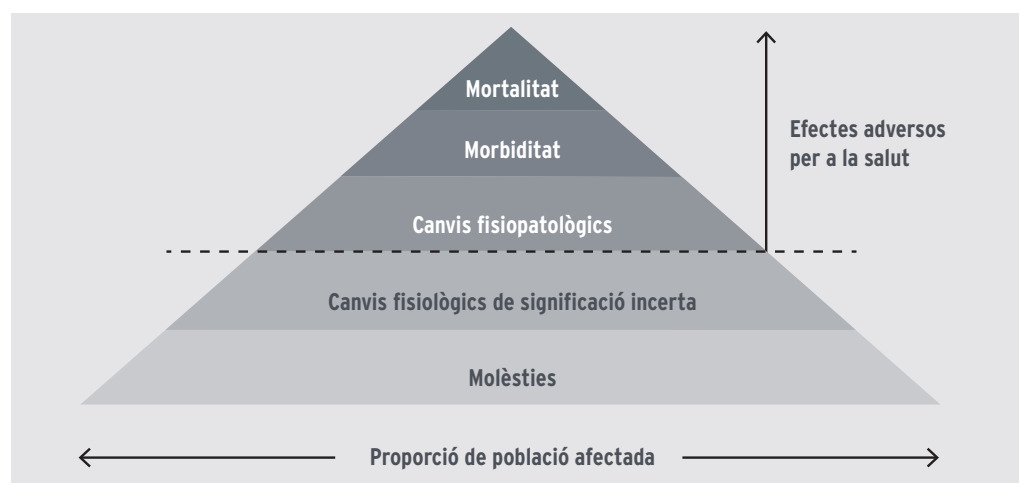 Mortalitat
Morbiditat
Efectes adversos
per a la salut
Canvis fisiopatològics
Canvis fisiològics de significació incerta
Molèsties
Proporció de població afectada